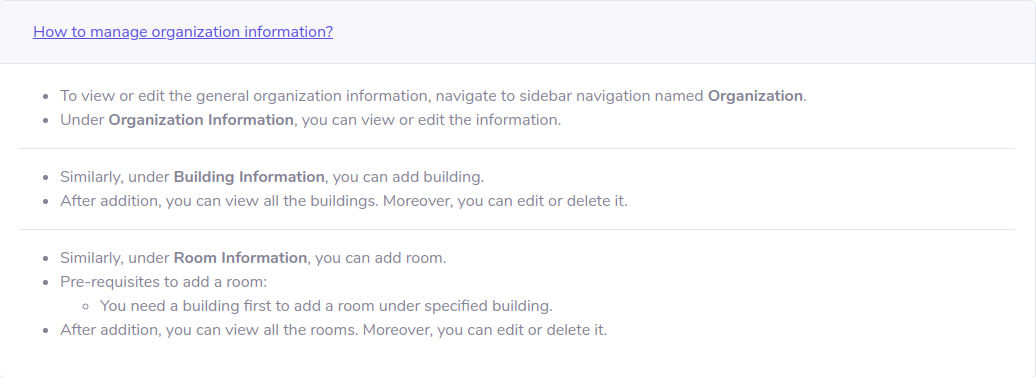 How to manage organization information?
To view or edit the general organization information, navigate to sidebar navigation named Organization.
Under Organization Information, you can view or edit the information.
Similarly, under Building Information, you can add building.
After addition, you can view all the buildings. Moreover, you can edit or delete it.
Similarly, under Room Information, you can add room.
Pre-requisites to add a room:
You need a building first to add a room under specified building.
After addition, you can view all the rooms. Moreover, you can edit or delete it.